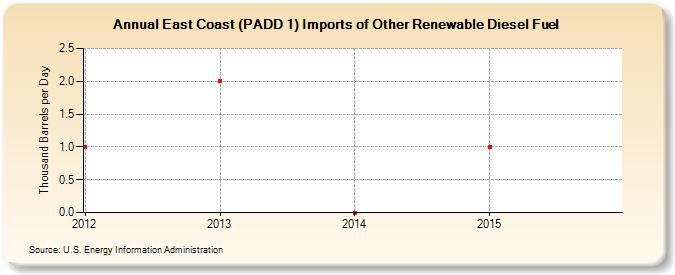 Annual East Coast (PADD 1) Imports of Other Renewable Diesel Fuel
Thousand Barrels per Day
2.5
2.0
1.5
1.0
0.5
0.0
2012 2013 2014 2015
Source: U.S. Energy Information Administration